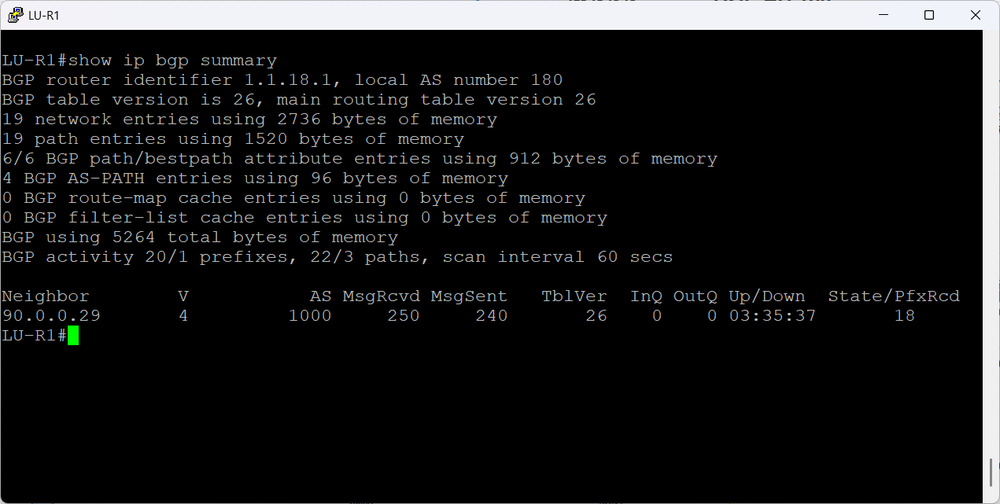 LU-R1
LU-R1#show ip bgp summary
BGP router identifier 1.1.18.1, local AS number 180
BGP table version is 26, main routing table version 26
19 network entries using 2736 bytes of memory
19 path entries using 1520 bytes of memory
6/6 BGP path/bestpath attribute entries using 912 bytes of memory
4 BGP AS-PATH entries using 96 bytes of memory
0 BGP route-map cache entries using 0 bytes of memory
0 BGP filter-list cache entries using 0 bytes of memory
BGP using 5264 total bytes of memory
BGP activity 20/1 prefixes, 22/3 paths, scan interval 60 secs
Neighbor        V           AS MsgRcvd MsgSent   TblVer  InQ OutQ Up/Down  State/PfxRcd
90.0.0.29       4         1000     250     240       26    0    0 03:35:37       18
LU-R1#